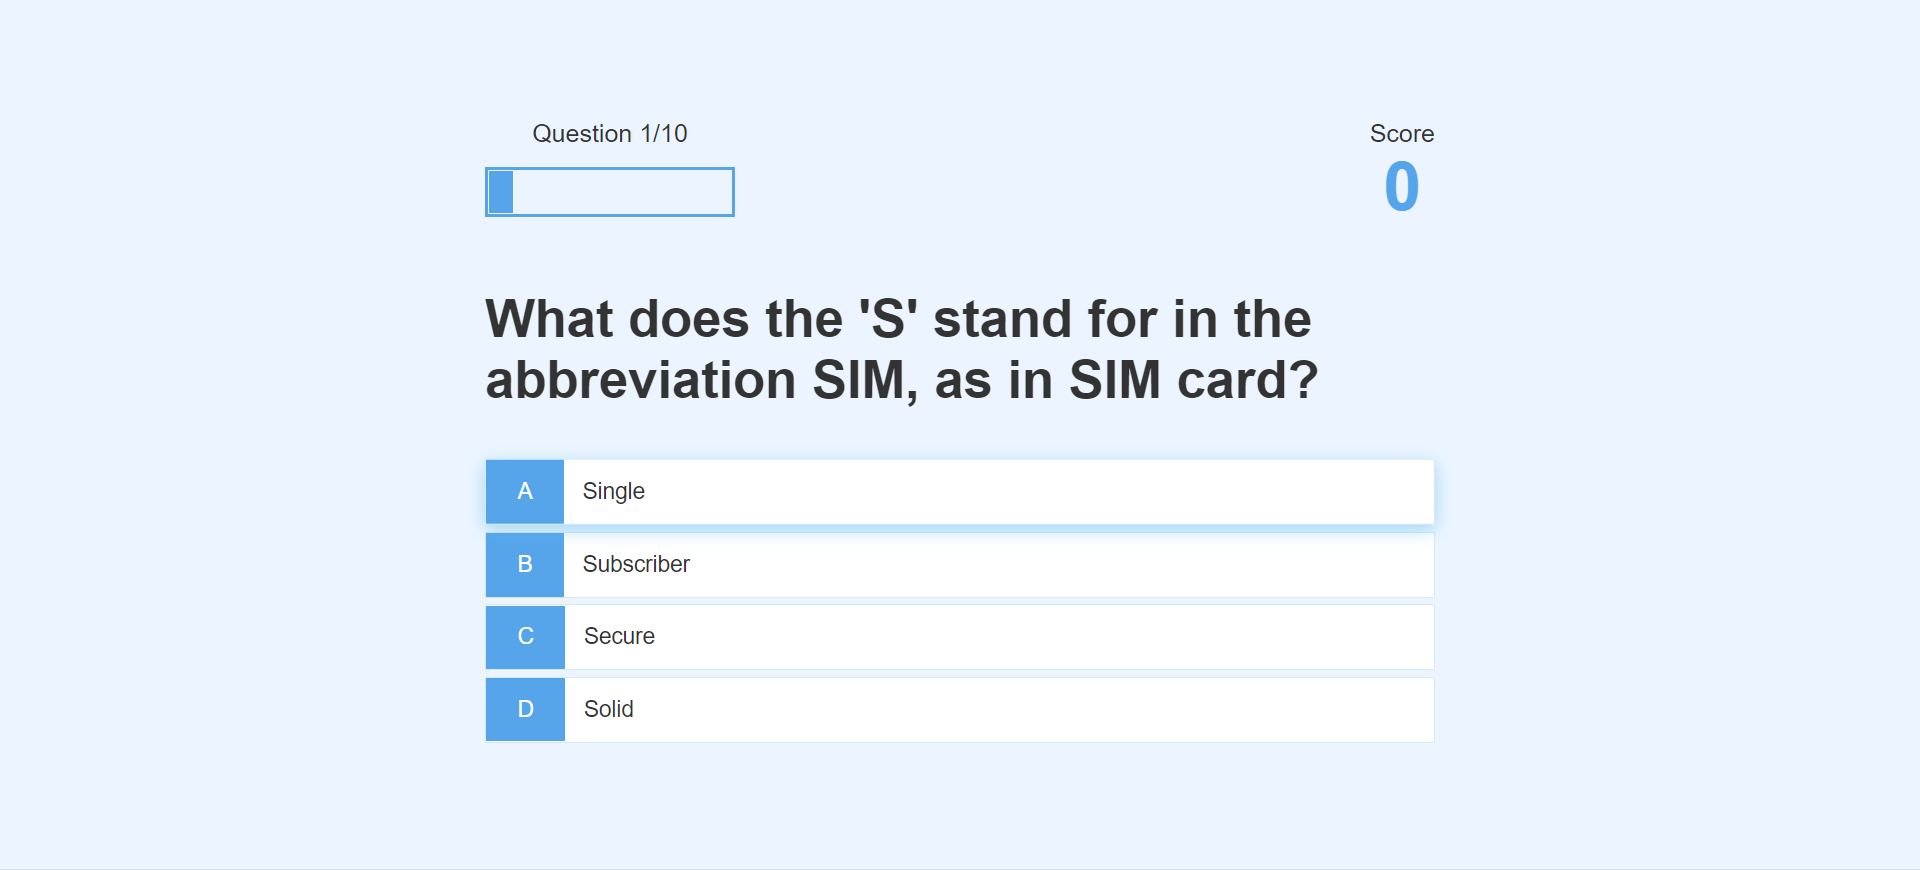 Question 1/10
Score
0
What does the 'S' stand for in the
abbreviation SIM, as in SIM card?
A Single
B Subscriber
C Secure
D Solid